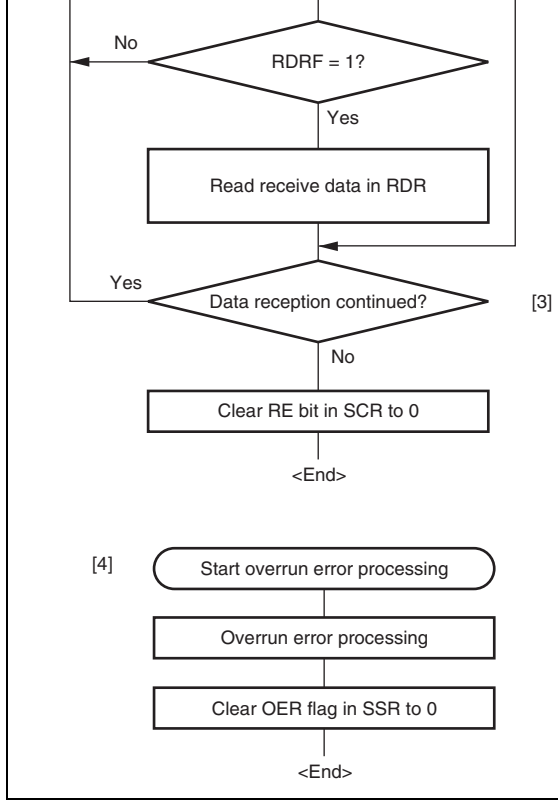 No
RDRF = 1?
Yes
Read receive data in RDR
Yes
Data reception continued?
[3]
No
Clear RE bit in SCR to 0
<End>
[4]
Start overrun error processing
Overrun error processing
Clear OER flag in SSR to 0
<End>